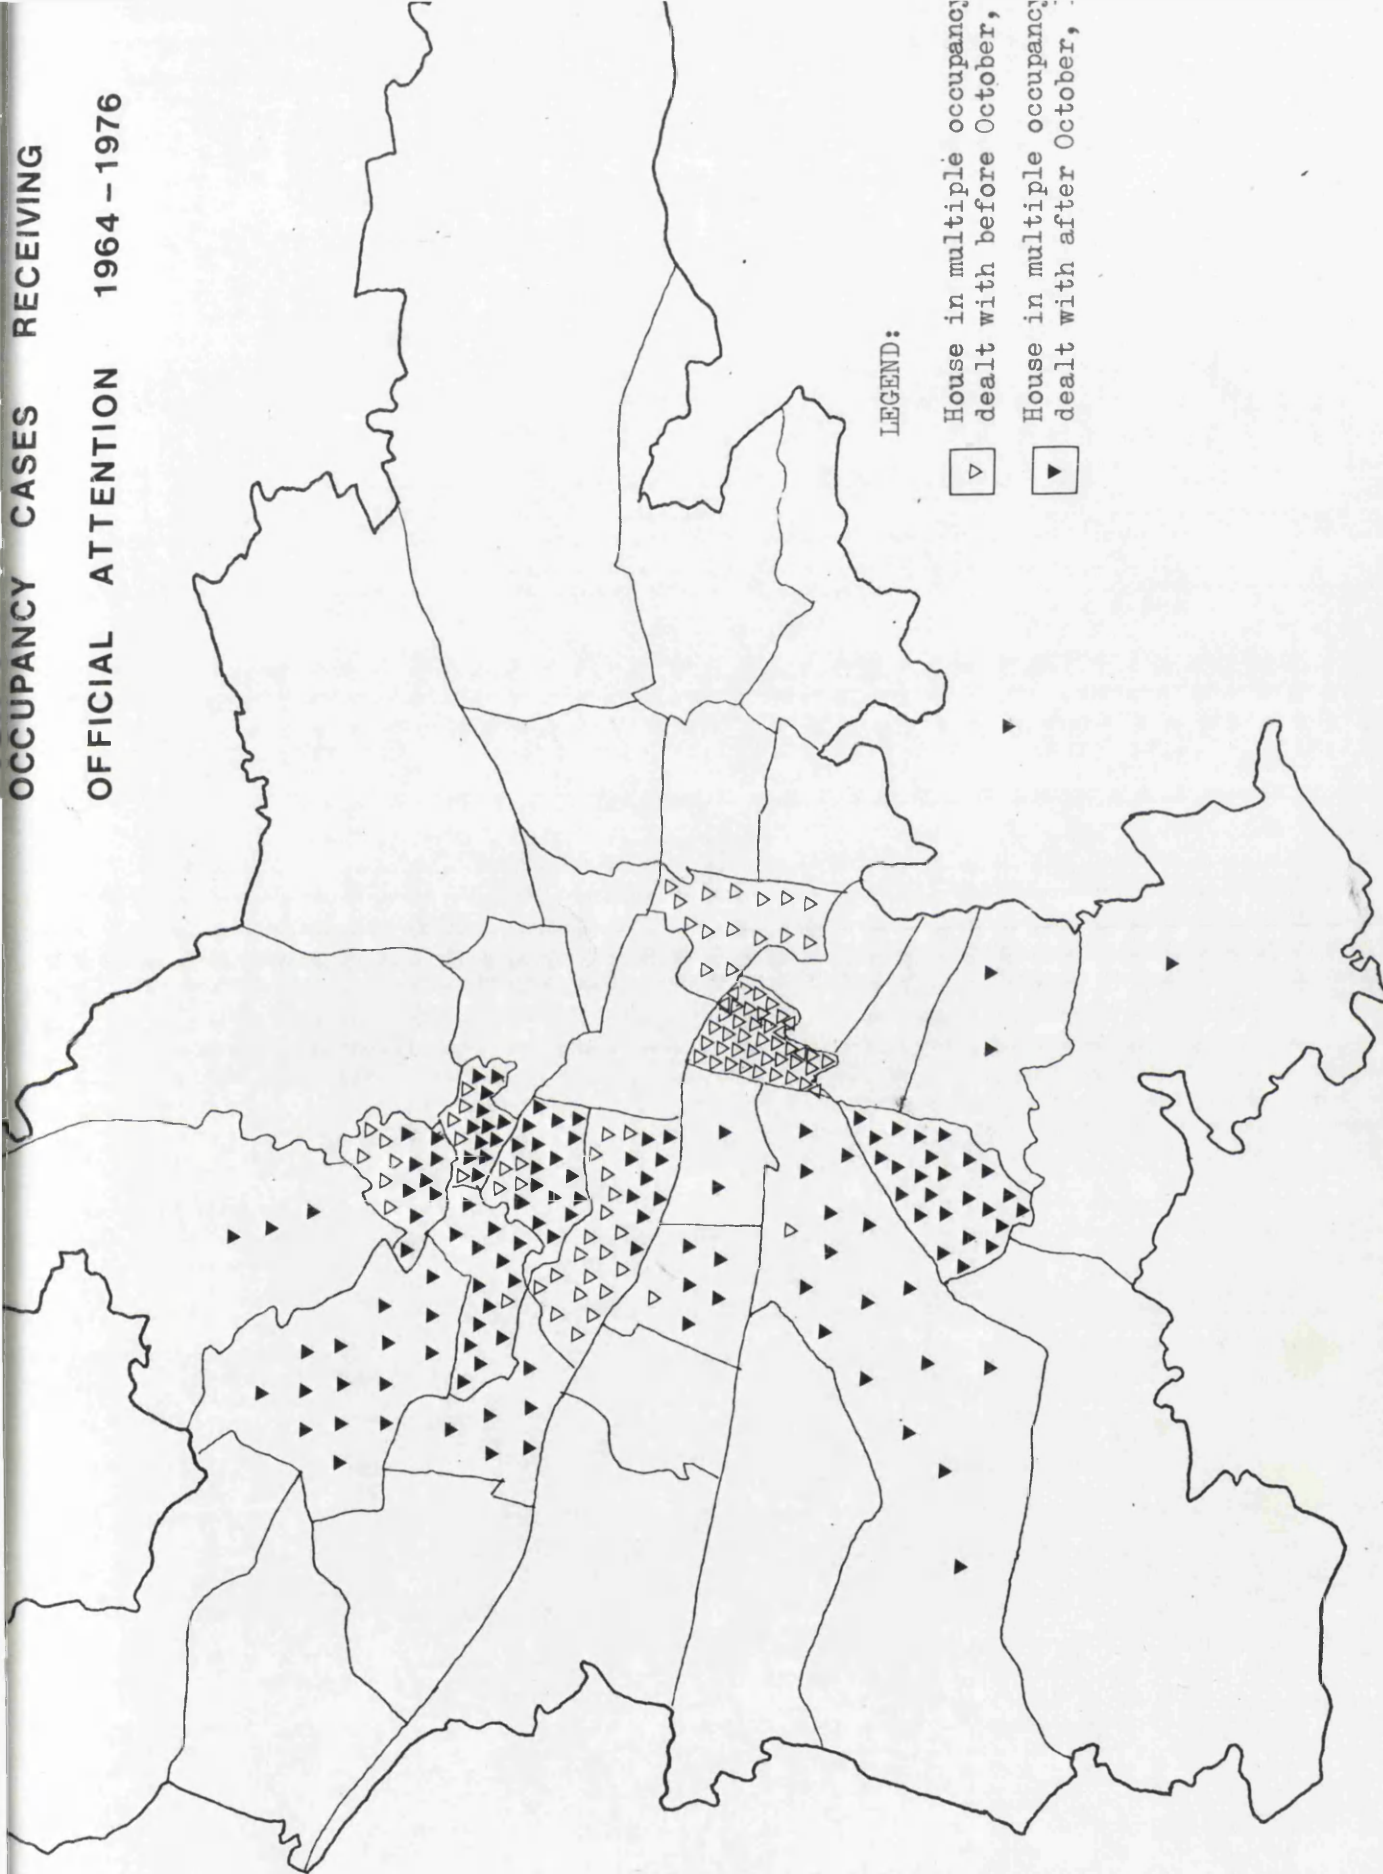 OCCUPANCY CASES RECEIVING
OFFICIAL ATTENTION 1964-1976
LEGEND:
House in multiple occupancy
dealt with before October,
House in multiple occupancy
dealt with after October,